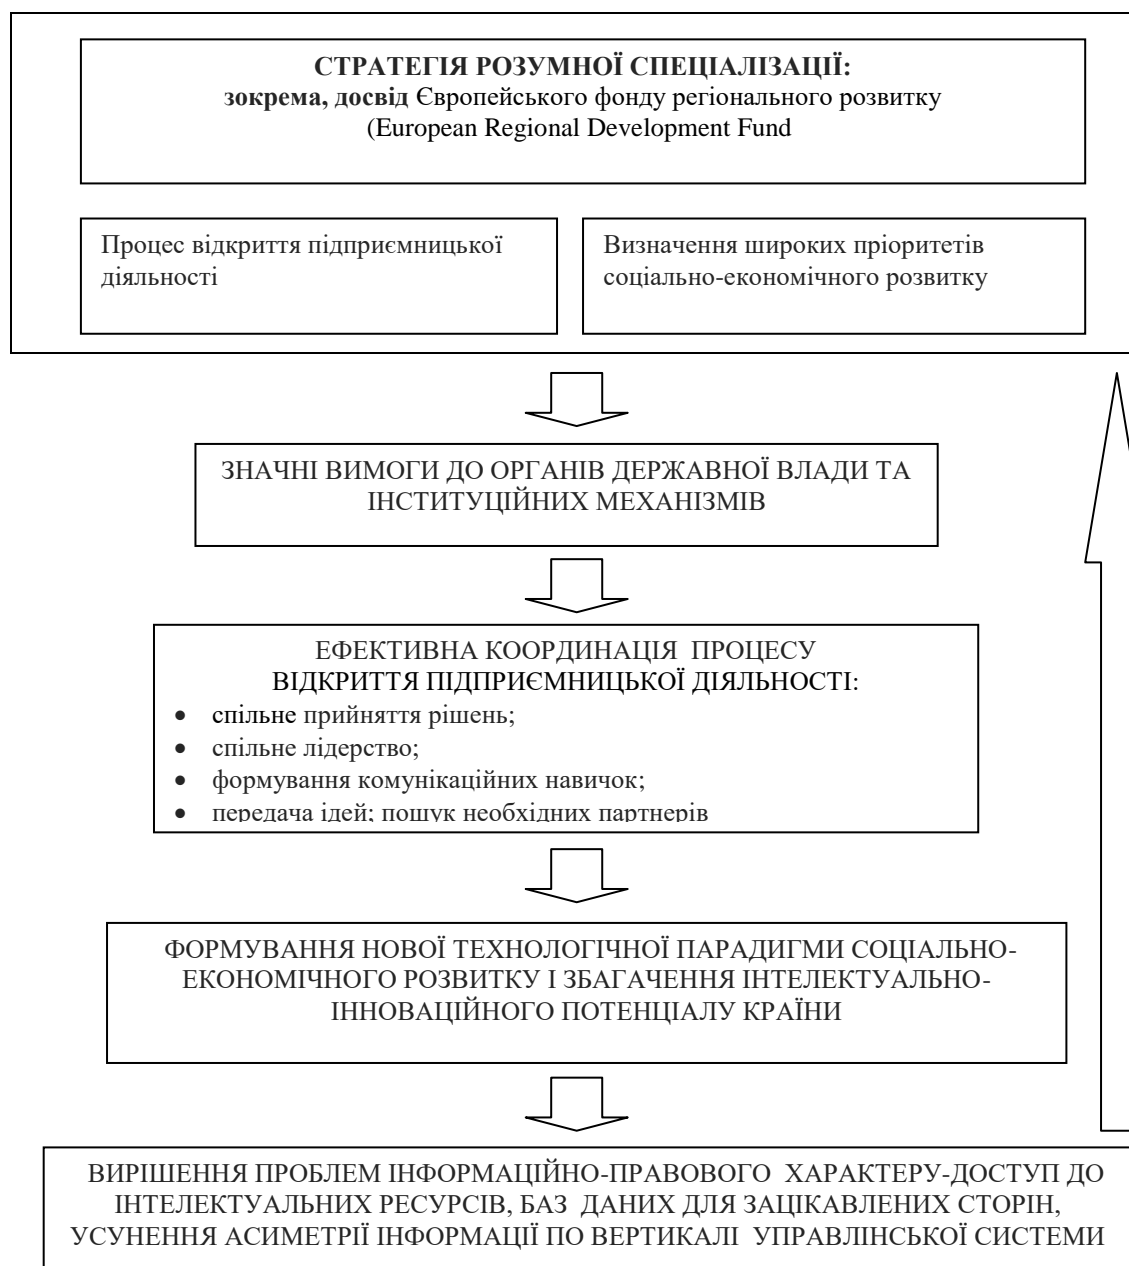 СТРАТЕГІЯ РОЗУМНОЇ СПЕЦІАЛІЗАЦІЇ:
зокрема, досвід Європейського фонду регіонального розвитку
(European Regional Development Fund
Процес відкриття підприємницької
діяльності
Визначення широких пріоритетів
соціально-економічного розвитку
ЗНАЧНІ ВИМОГИ ДО ОРГАНІВ ДЕРЖАВНОЇ ВЛАДИ ТА
ІНСТИТУЦІЙНИХ МЕХАНІЗМІВ
ЕФЕКТИВНА КООРДИНАЦІЯ ПРОЦЕСУ
ВІДКРИТТЯ ПІДПРИЄМНИЦЬКОЇ ДІЯЛЬНОСТІ:
• спільне прийняття рішень;
• спільне лідерство;
• формування комунікаційних навичок;
• передача ідей; пошук необхідних партнерів
ФОРМУВАННЯ НОВОЇ ТЕХНОЛОГІЧНОЇ ПАРАДИГМИ СОЦІАЛЬНО-
ЕКОНОМІЧНОГО РОЗВИТКУ І ЗБАГАЧЕННЯ ІНТЕЛЕКТУАЛЬНО-
ІННОВАЦІЙНОГО ПОТЕНЦІАЛУ КРАЇНИ
ВИРІШЕННЯ ПРОБЛЕМ ІНФОРМАЦІЙНО-ПРАВОВОГО ХАРАКТЕРУ-ДОСТУП ДО
ІНТЕЛЕКТУАЛЬНИХ РЕСУРСІВ, БАЗ ДАНИХ ДЛЯ ЗАЦІКАВЛЕНИХ СТОРІН,
УСУНЕННЯ АСИМЕТРІЇ ІНФОРМАЦІЇ ПО ВЕРТИКАЛІ УПРАВЛІНСЬКОЇ СИСТЕМИ